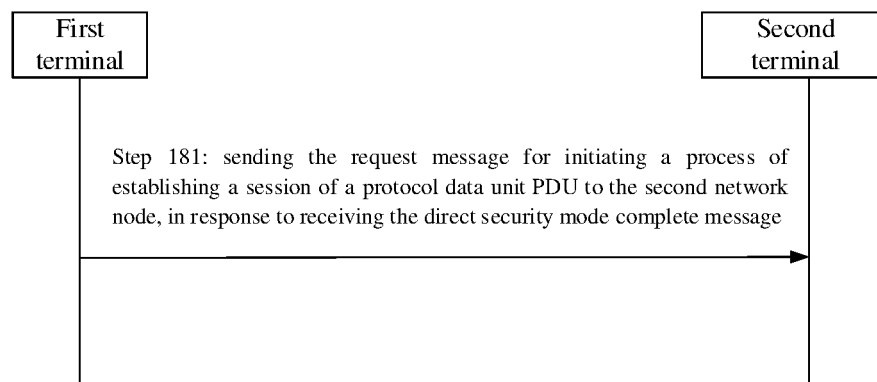 First
terminal
Second
terminal
Step 181: sending the request message for initiating a process of
establishing a session of a protocol data unit PDU to the second network
node, in response to receiving the direct security mode complete message